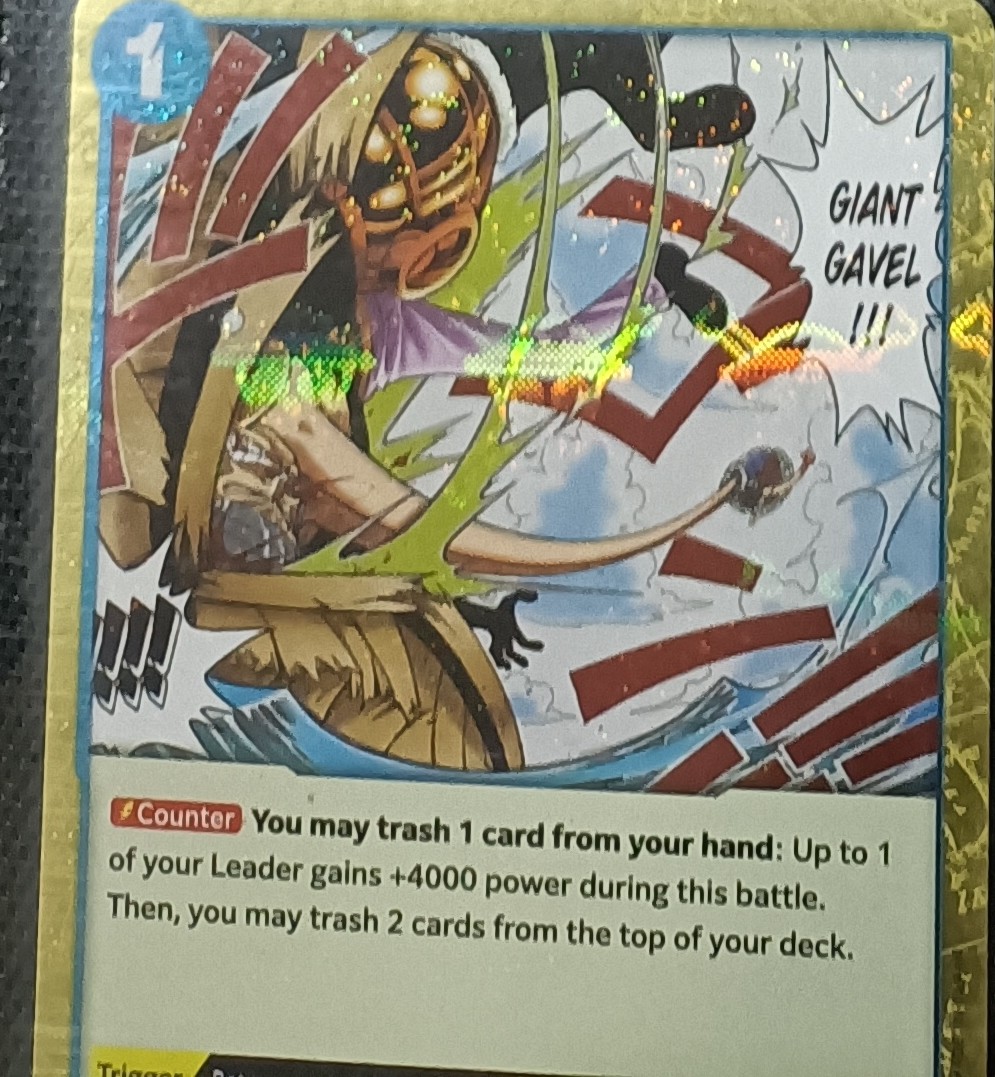 1
GIANT
GAVEL
!!!
!!!
Counter You may trash 1 card from your hand: Up to 1
of your Leader gains +4000 power during this battle.
Then, you may trash 2 cards from the top of your deck.
Trigger